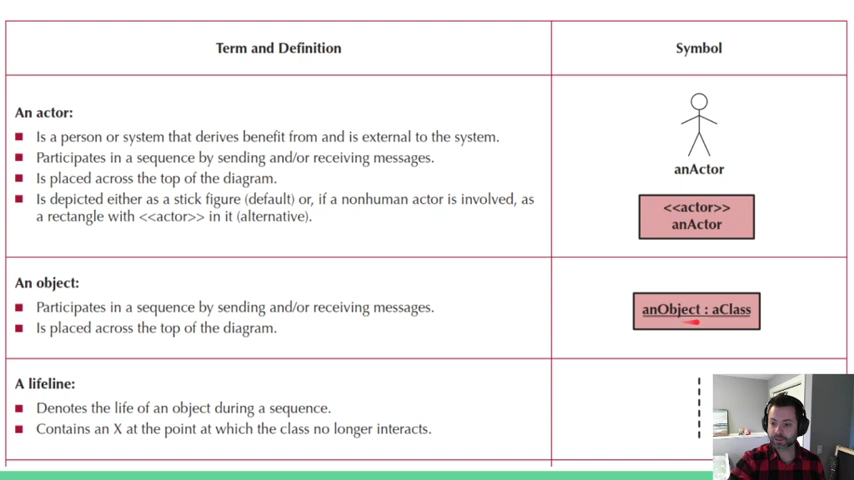 Term and Definition
Symbol
An actor:
Is a person or system that derives benefit from and is external to the system.
Participates in a sequence by sending and/or receiving messages.
Is placed across the top of the diagram.
Is depicted either as a stick figure (default) or, if a nonhuman actor is involved, as
a rectangle with <<actor>> in it (alternative).
anActor
<<actor>>
anActor
An object:
Participates in a sequence by sending and/or receiving messages.
Is placed across the top of the diagram.
anObject : aClass
A lifeline:
Denotes the life of an object during a sequence.
Contains an X at the point at which the class no longer interacts.